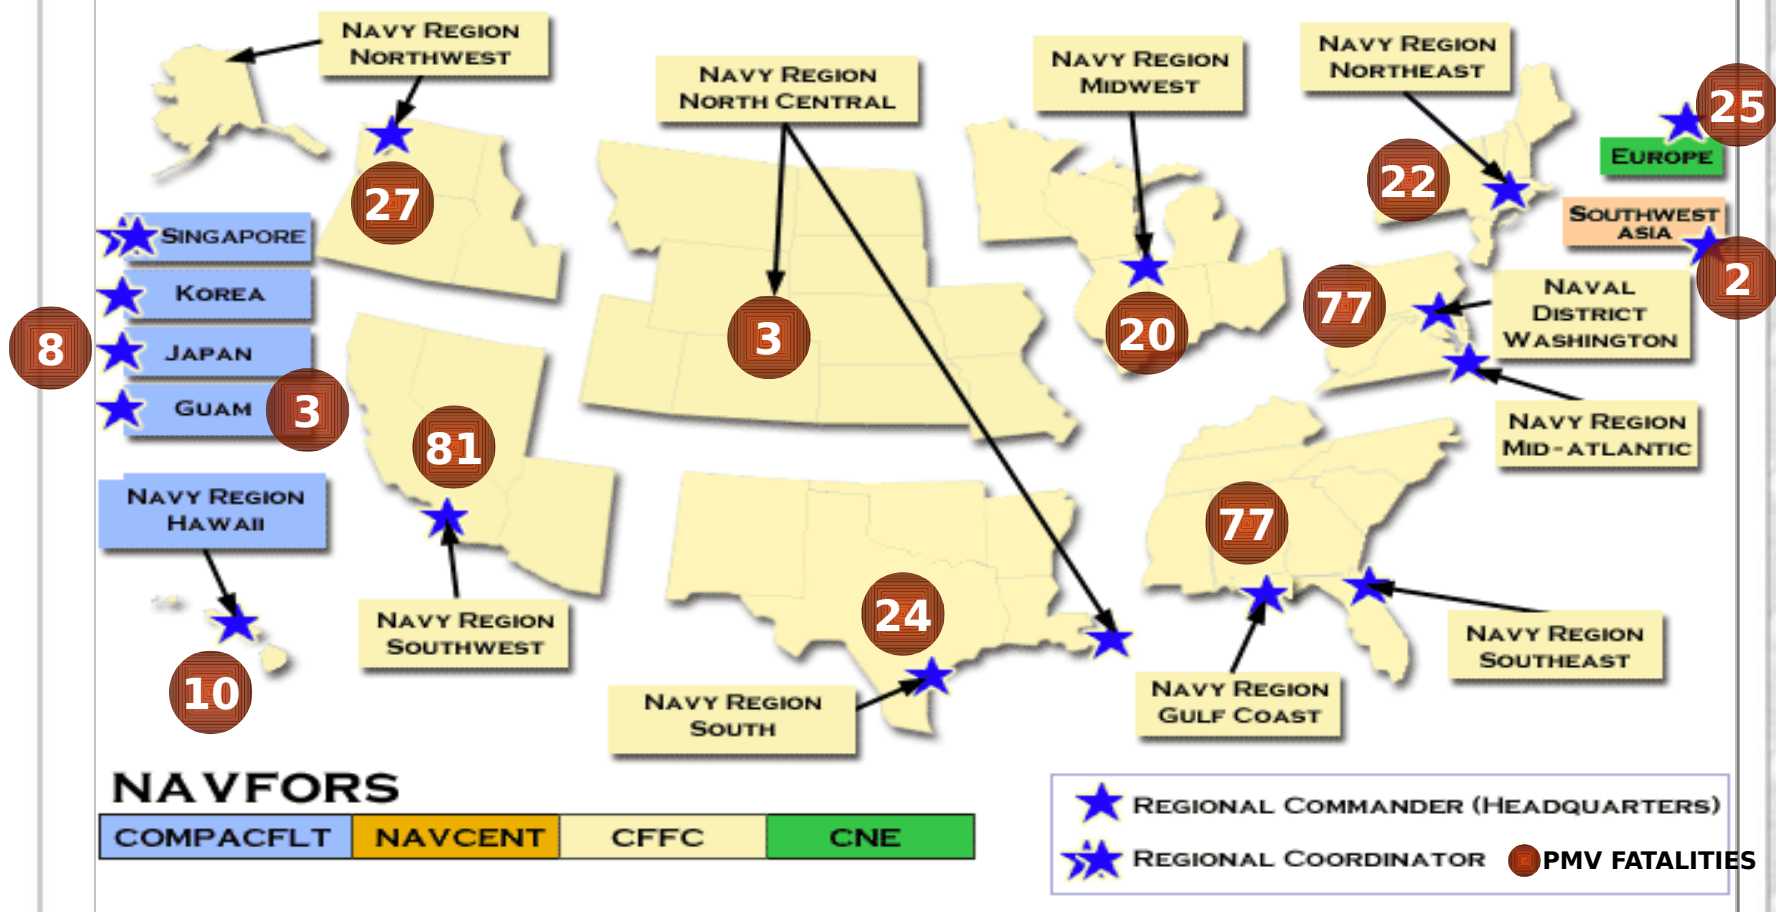 NAVY REGION
NORTHWEST
NAVY REGION
NORTH CENTRAL
NAVY REGION
MIDWEST
NAVY REGION
NORTHEAST
25
EUROPE
27
22
SINGAPORE
SOUTHWEST
ASIA
KOREA
2
8
JAPAN
3
20
77
NAVAL
DISTRICT
WASHINGTON
GUAM
3
81
NAVY REGION
MID-ATLANTIC
NAVY REGION
HAWAII
77
NAVY REGION
SOUTHWEST
24
NAVY REGION
SOUTHEAST
10
NAVY REGION
SOUTH
NAVY REGION
GULF COAST
NAVFORS
COMPACFLT NAVCENT CFFC CNE
REGIONAL COMMANDER (HEADQUARTERS)
REGIONAL COORDINATOR PMV FATALITIES